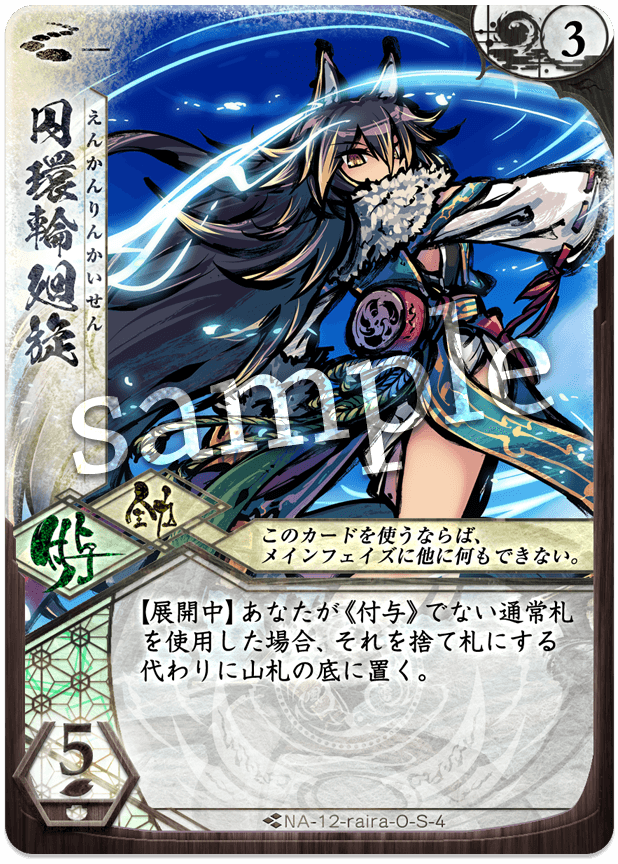 3
円環輪廻旋
えんかんりんかいせん
sample
付与
全力
このカードを使うならば、
メインフェイズに他に何もできない。
【展開中】あなたが《付与》でない通常札
を使用した場合、それを捨て札にする
代わりに山札の底に置く。
5
NA-12-raira-O-S-4